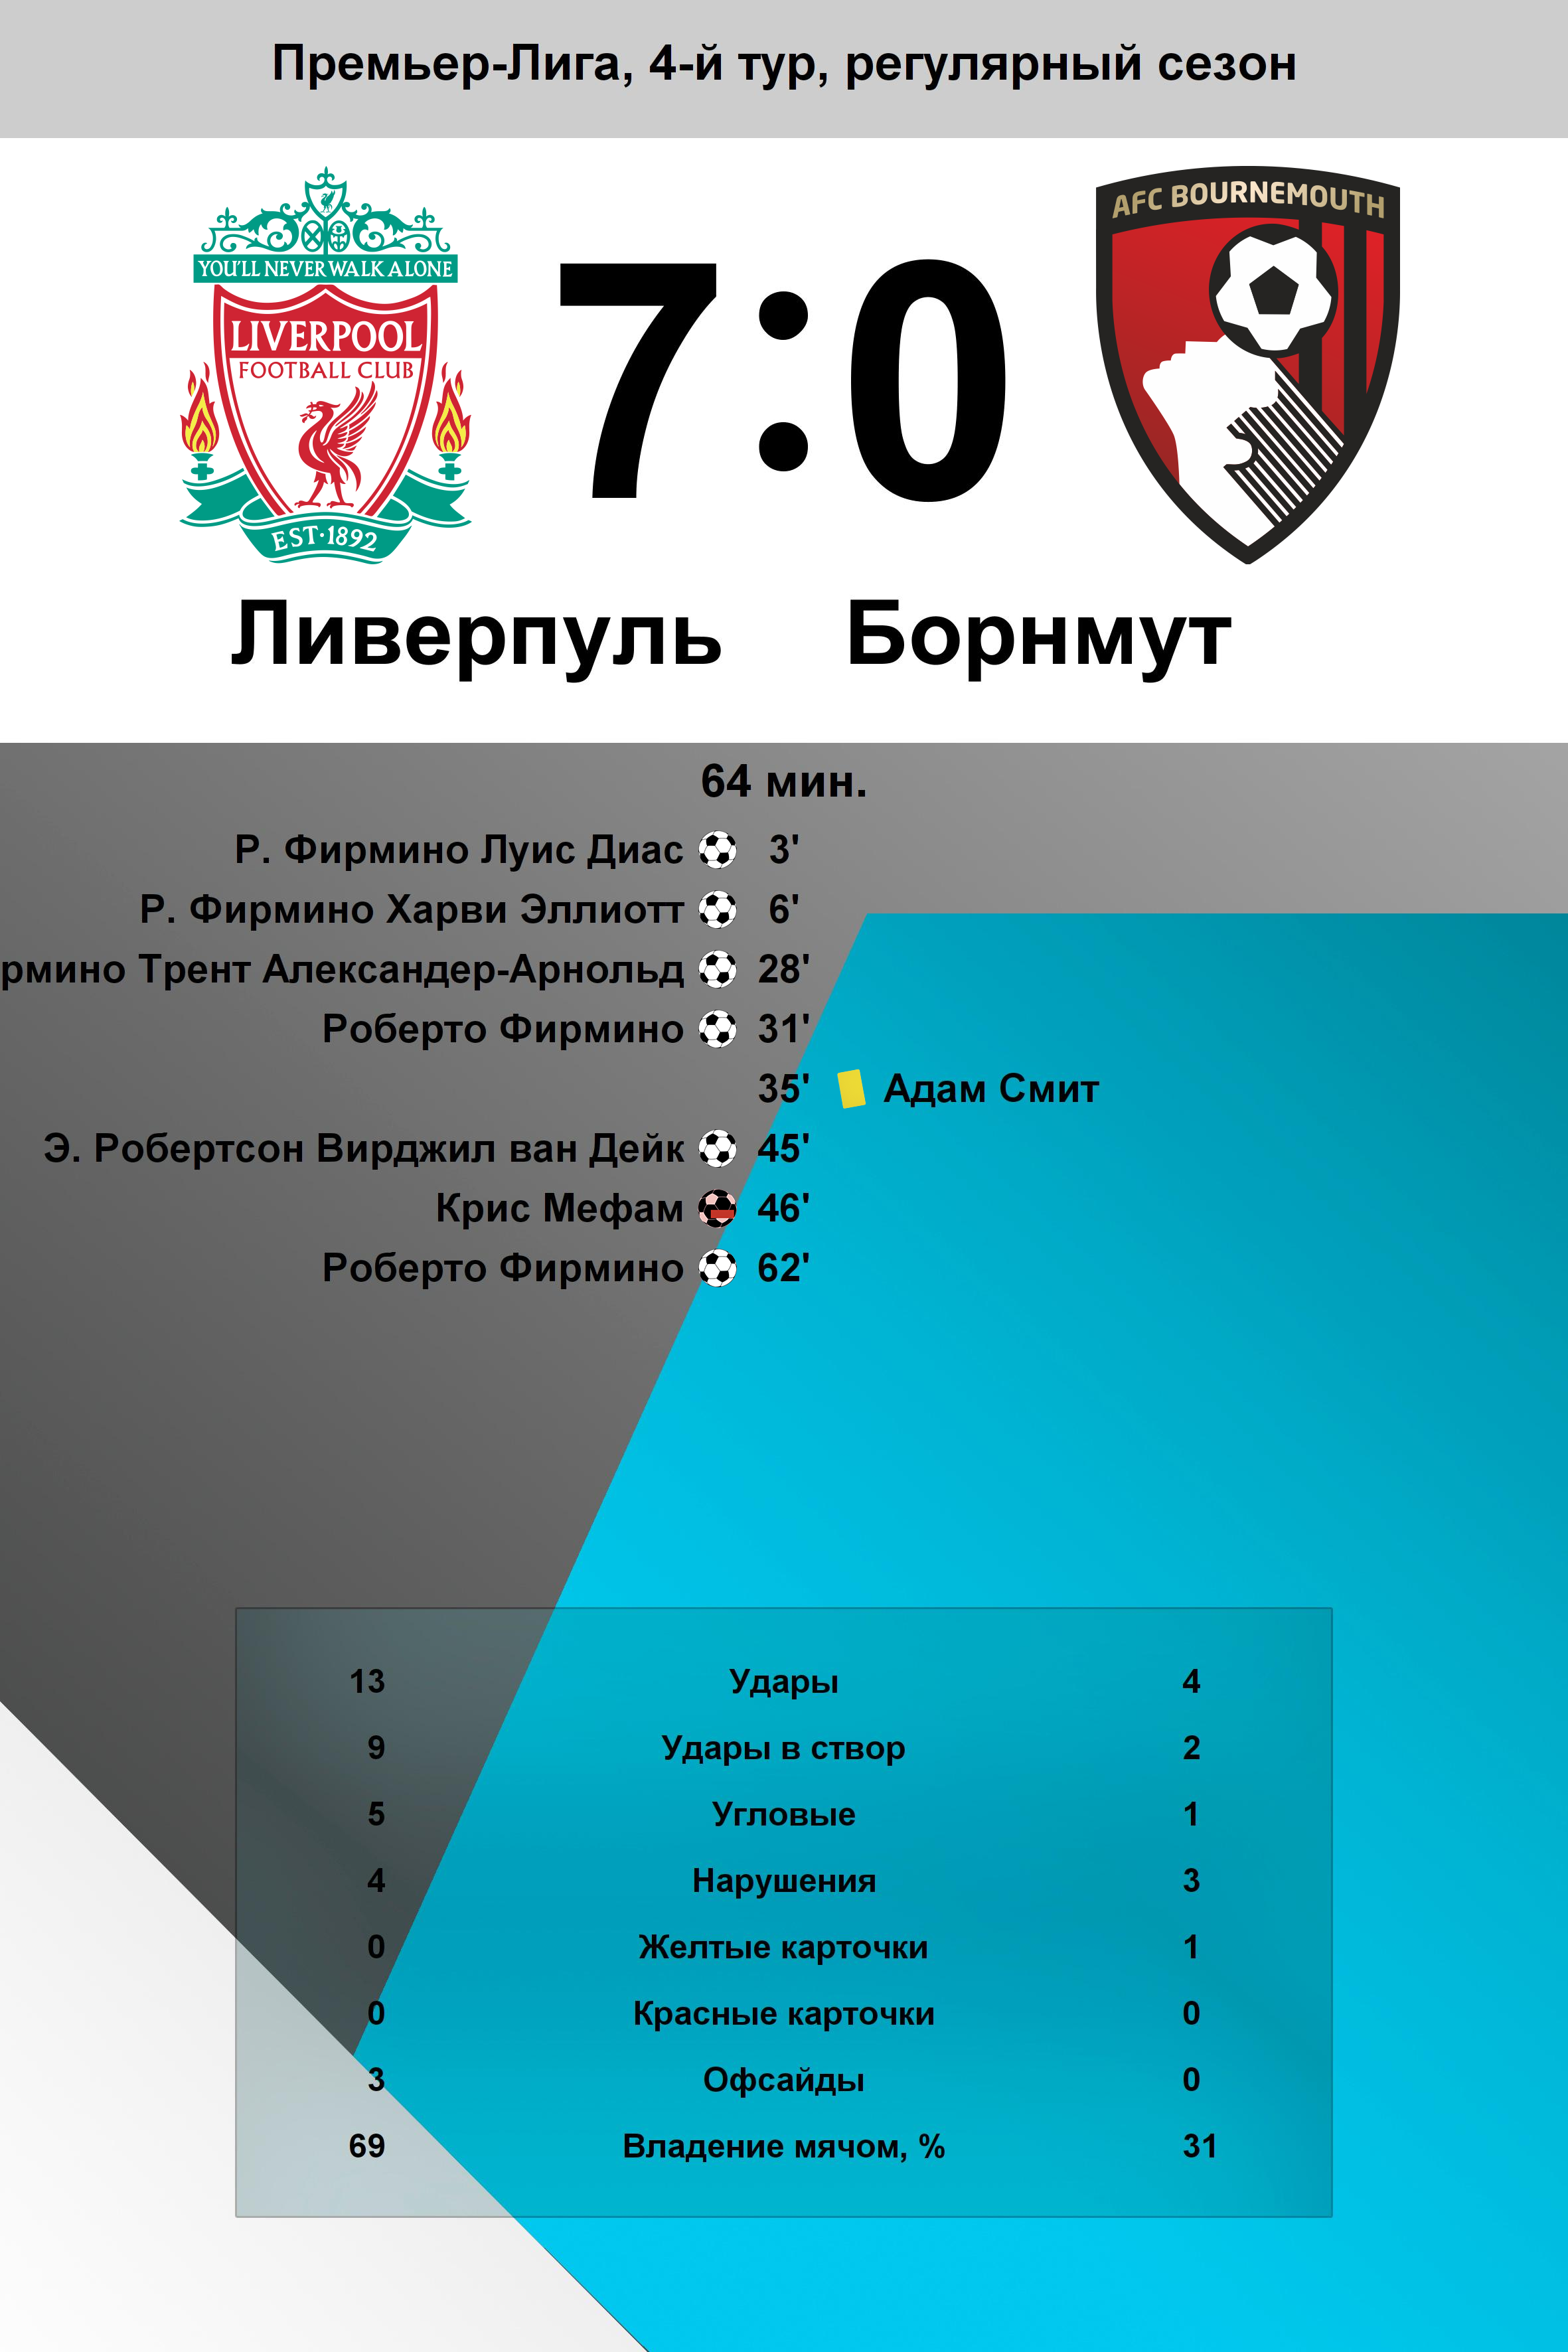 Премьер-Лига, 4-й тур, регулярный сезон
YOU'LL NEVER WALK ALONE
LIVERPOOL
FOOTBALL CLUB
EST·1892
7:0
AFC BOURNEMOUTH
Ливерпуль Борнмут
64 мин.
Р. Фирмино Луис Диас 3'
Р. Фирмино Харви Эллиотт 6'
рмино Трент Александер-Арнольд 28'
Роберто Фирмино 31'
35' Адам Смит
Э. Робертсон Вирджил ван Дейк 45'
Крис Мефам 46'
Роберто Фирмино 62'
13 Удары 4
9 Удары в створ 2
5 Угловые 1
4 Нарушения 3
0 Желтые карточки 1
0 Красные карточки 0
3 Офсайды 0
69 Владение мячом, % 31